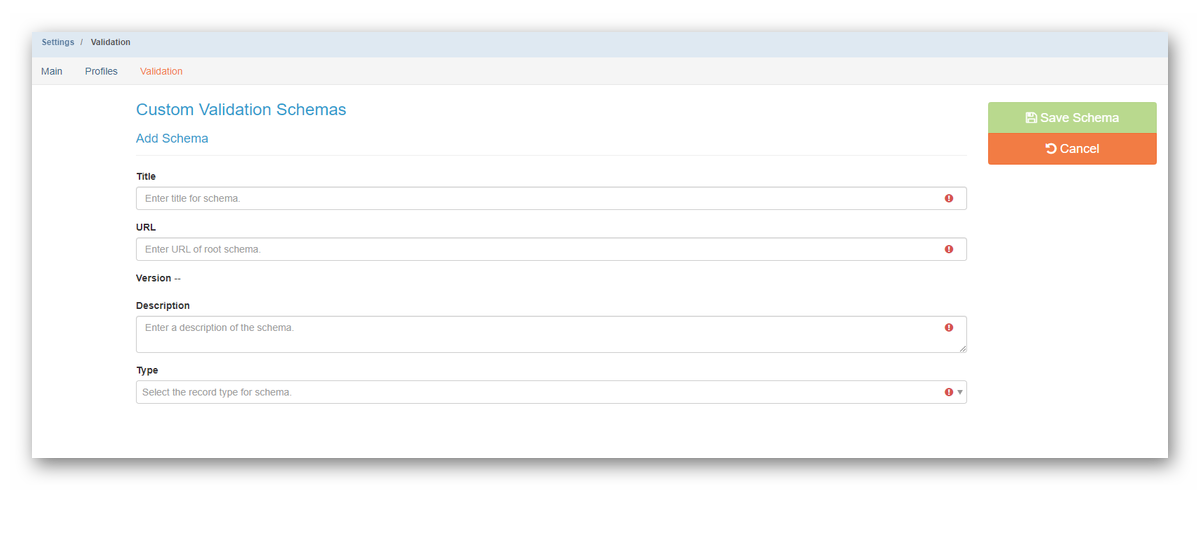 Settings / Validation
Main Profiles Validation
Custom Validation Schemas
Save Schema
Add Schema
Cancel
Title
Enter title for schema.
URL
Enter URL of root schema.
Version --
Description
Enter a description of the schema.
Type
Select the record type for schema.